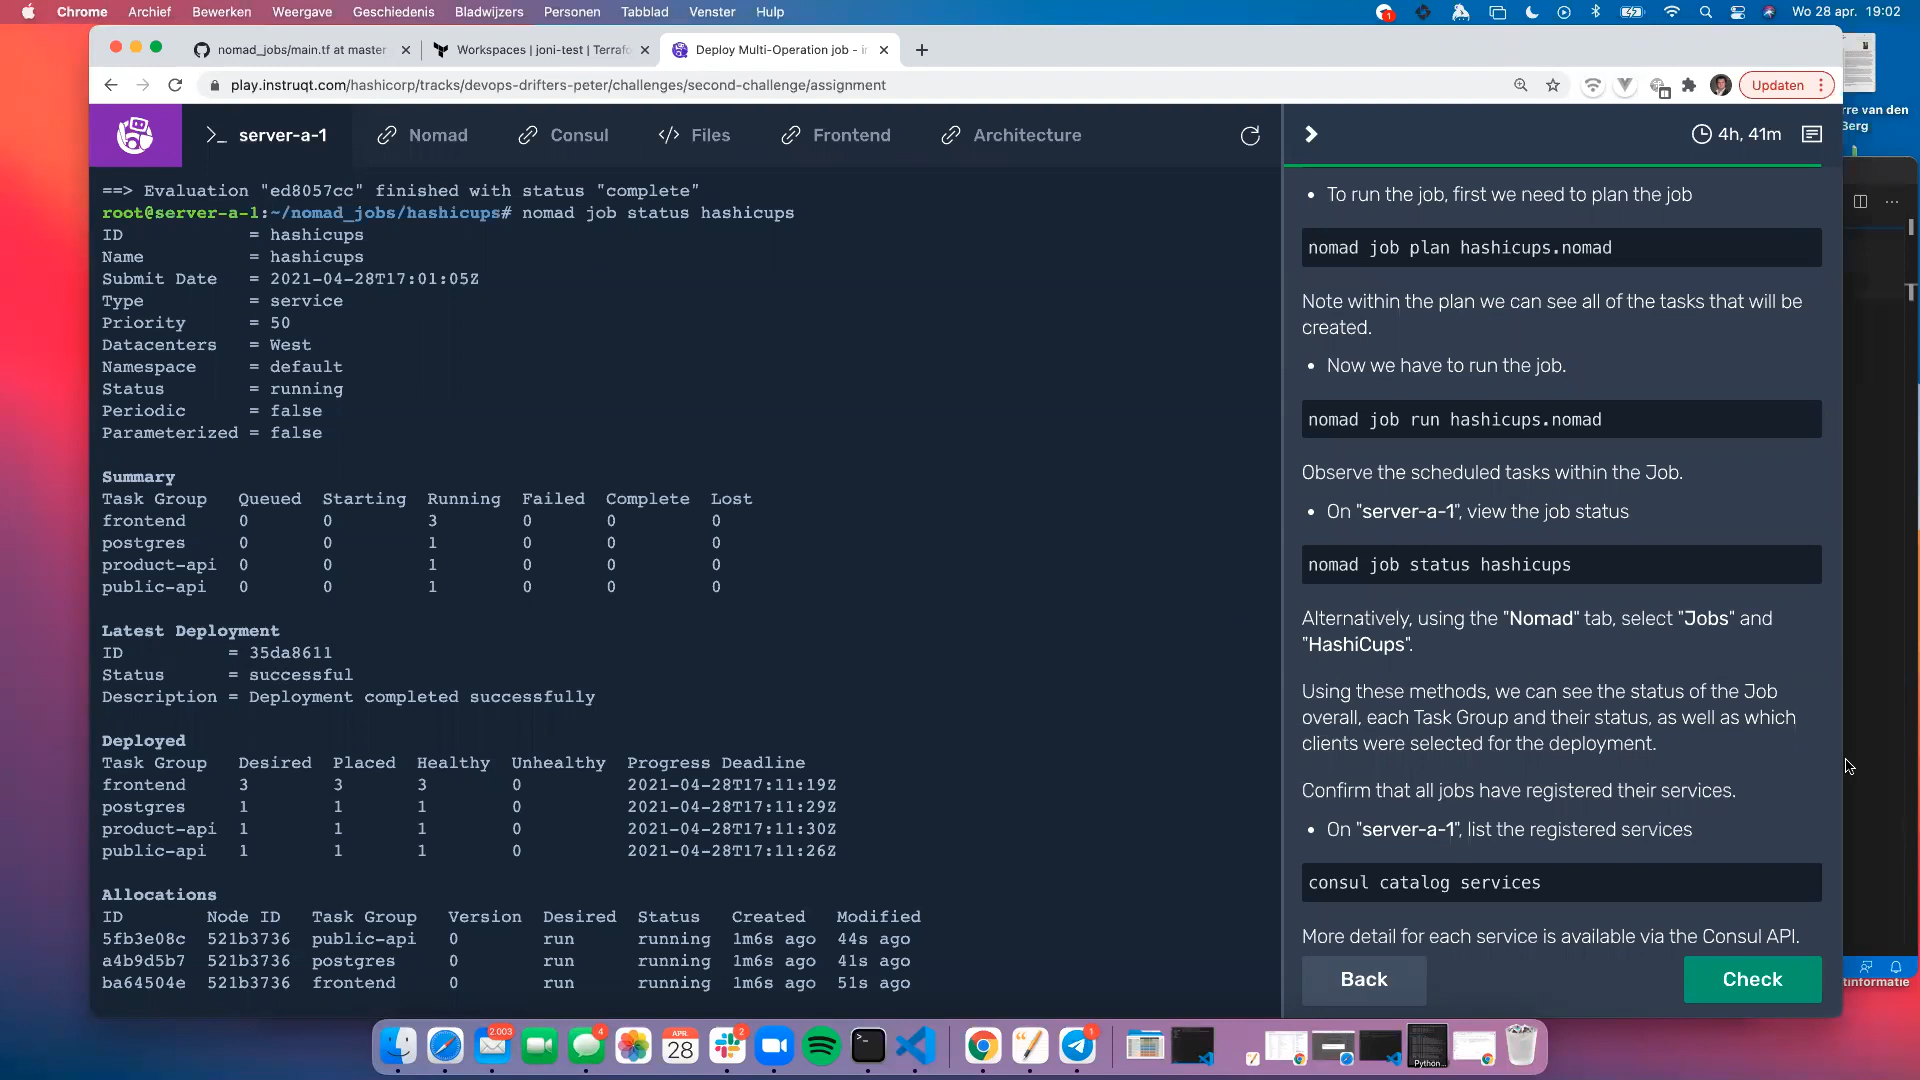 Chrome Archief Bewerken Weergave Geschiedenis Bladwijzers Personen Tabblad Venster Help
1
Wo 28 apr. 19:02
nomad_jobs/main.tf at master
Workspaces | joni-test | Terrafo
Deploy Multi-Operation job - i
play.instruqt.com/hashicorp/tracks/devops-drifters-peter/challenges/second-challenge/assignment
Updaten
rre van den
Berg
>_ server-a-1
Nomad
Consul
</> Files
Frontend
Architecture
4h, 41m
==> Evaluation "ed8057cc" finished with status "complete"
root@server-a-1:~/nomad_jobs/hashicups# nomad job status hashicups
ID = hashicups
Name = hashicups
Submit Date = 2021-04-28T17:01:05Z
Type = service
Priority = 50
Datacenters = West
Namespace = default
Status = running
Periodic = false
Parameterized = false
Summary
Task Group Queued Starting Running Failed Complete Lost
frontend 0 0 3 0 0 0
postgres 0 0 1 0 0 0
product-api 0 0 1 0 0 0
public-api 0 0 1 0 0 0
Latest Deployment
ID = 35da8611
Status = successful
Description = Deployment completed successfully
Deployed
Task Group Desired Placed Healthy Unhealthy Progress Deadline
frontend 3 3 3 0 2021-04-28T17:11:19Z
postgres 1 1 1 0 2021-04-28T17:11:29Z
product-api 1 1 1 0 2021-04-28T17:11:30Z
public-api 1 1 1 0 2021-04-28T17:11:26Z
Allocations
ID Node ID Task Group Version Desired Status Created Modified
5fb3e08c 521b3736 public-api 0 run running 1m6s ago 44s ago
a4b9d5b7 521b3736 postgres 0 run running 1m6s ago 41s ago
ba64504e 521b3736 frontend 0 run running 1m6s ago 51s ago
• To run the job, first we need to plan the job
nomad job plan hashicups.nomad
Note within the plan we can see all of the tasks that will be
created.
• Now we have to run the job.
nomad job run hashicups.nomad
Observe the scheduled tasks within the Job.
• On "server-a-1", view the job status
nomad job status hashicups
Alternatively, using the "Nomad" tab, select "Jobs" and
"HashiCups".
Using these methods, we can see the status of the Job
overall, each Task Group and their status, as well as which
clients were selected for the deployment.
Confirm that all jobs have registered their services.
• On "server-a-1", list the registered services
consul catalog services
More detail for each service is available via the Consul API.
Back
Check
tinformatie
2.003
4
APR.
28
2
1
Python...